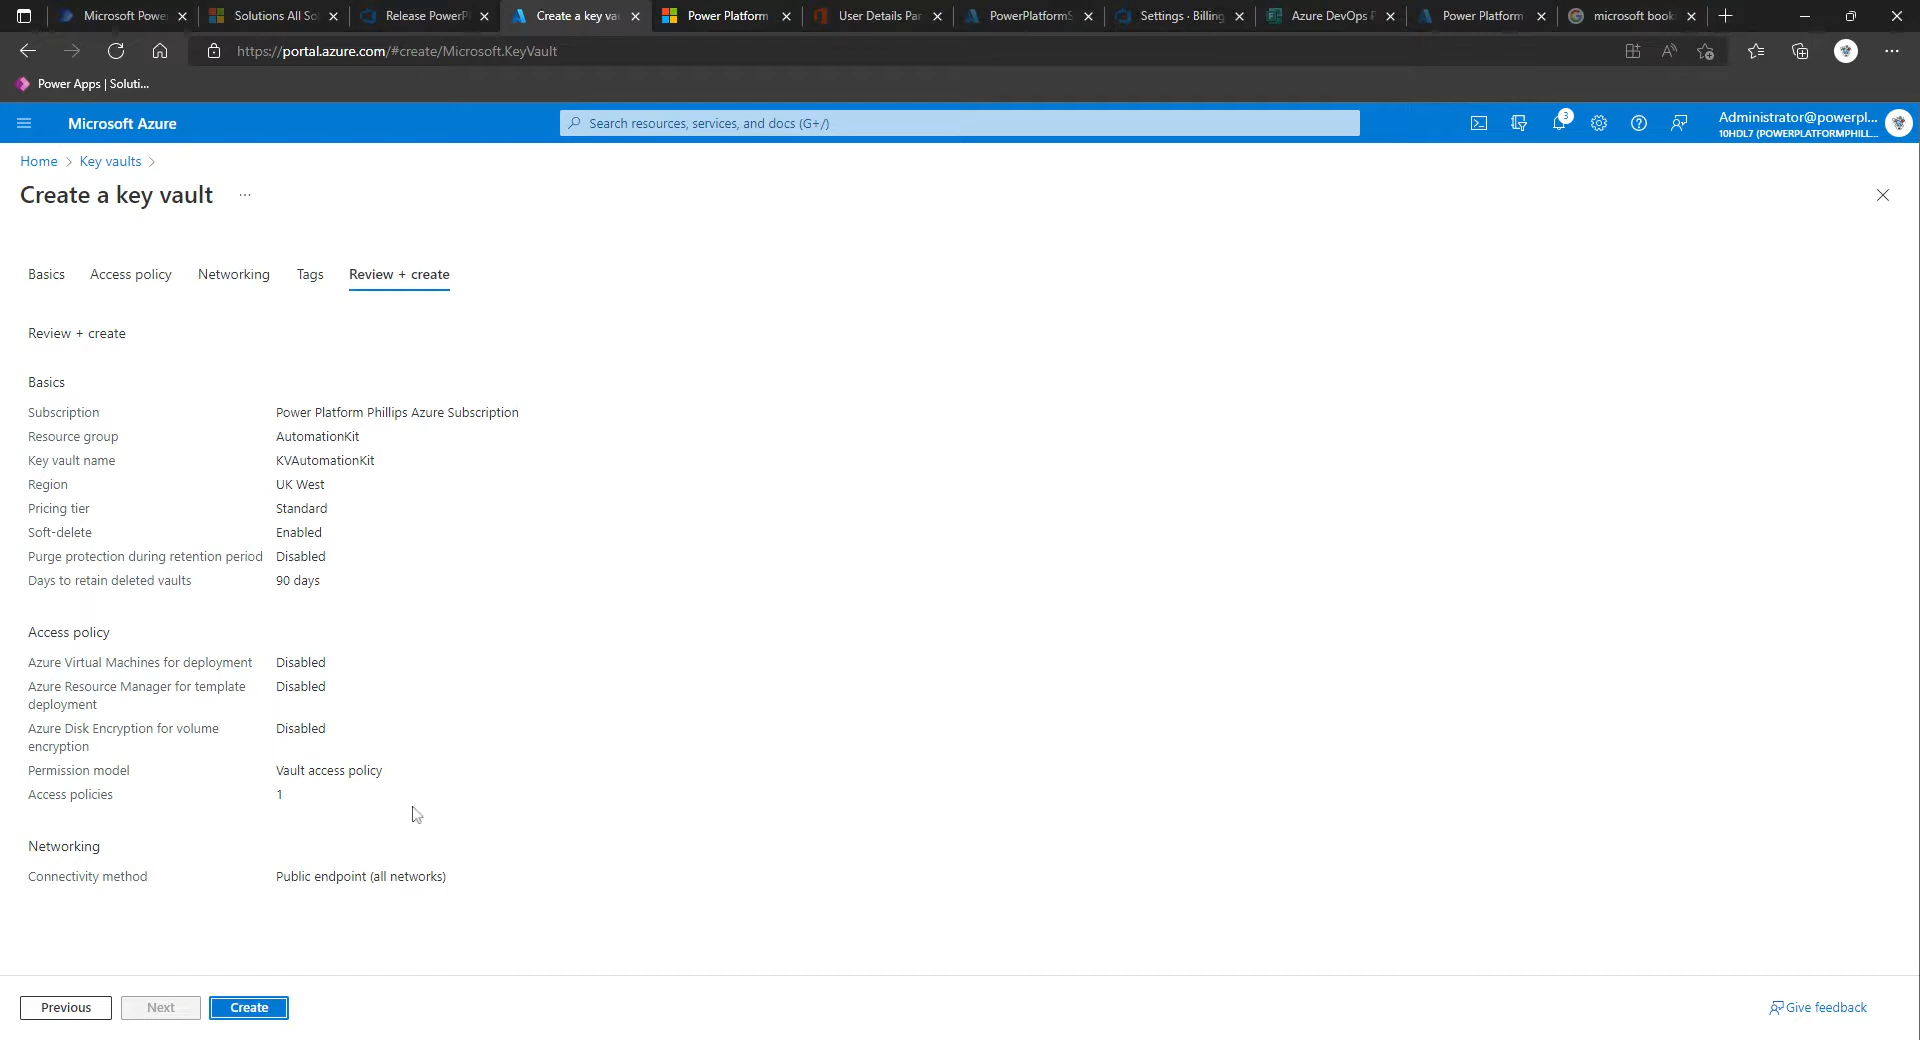 Microsoft Power
Solutions All So
Release PowerP
Create a key va
Power Platform
User Details Pa
PowerPlatformS
Settings · Billing
Azure DevOps P
Power Platform
microsoft book
https://portal.azure.com/#create/Microsoft.KeyVault
Power Apps | Soluti...
Microsoft Azure
Search resources, services, and docs (G+/)
3
Administrator@powerpl...
10HDL7 (POWERPLATFORMPHILL...
Home > Key vaults >
Create a key vault ...
Basics Access policy Networking Tags Review + create
Review + create
Basics
Subscription Power Platform Phillips Azure Subscription
Resource group AutomationKit
Key vault name KVAutomationKit
Region UK West
Pricing tier Standard
Soft-delete Enabled
Purge protection during retention period Disabled
Days to retain deleted vaults 90 days
Access policy
Azure Virtual Machines for deployment Disabled
Azure Resource Manager for template Disabled
deployment
Azure Disk Encryption for volume Disabled
encryption
Permission model Vault access policy
Access policies 1
Networking
Connectivity method Public endpoint (all networks)
Previous Next Create Give feedback